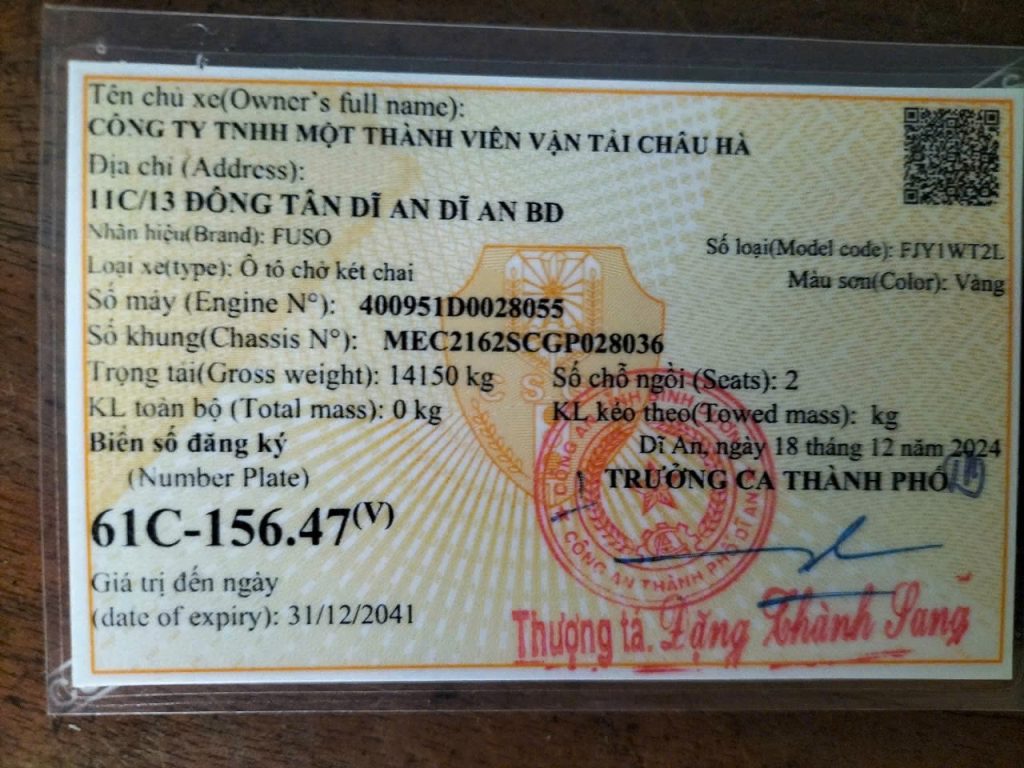 Tên chủ xe(Owner's full name):
CÔNG TY TNHH MỘT THÀNH VIÊN VẬN TẢI CHÂU HÀ
Địa chỉ (Address):
11C/13 ĐÔNG TÂN DĨ AN DĨ AN BD
Nhãn hiệu(Brand): FUSO
Số loại(Model code): FJY1WT2L
Loại xe(type): Ô tô chở két chai
Màu sơn(Color): Vàng
Số máy (Engine N°): 400951D0028055
Số khung(Chassis N°): MEC2162SCGP028036
Trọng tải(Gross weight): 14150 kg
Số chỗ ngồi (Seats): 2
KL toàn bộ (Total mass): 0 kg
KL kéo theo(Towed mass): kg
Biển số đăng ký
Dĩ An, ngày 18 tháng 12 năm 2024
(Number Plate)
TRƯỞNG CA THÀNH PHỐ
61C-156.47(V)
CÔNG AN THÀNH PHỐ DĨ AN
Giá trị đến ngày
(date of expiry): 31/12/2041
Thượng tá. Đặng Thành Sang